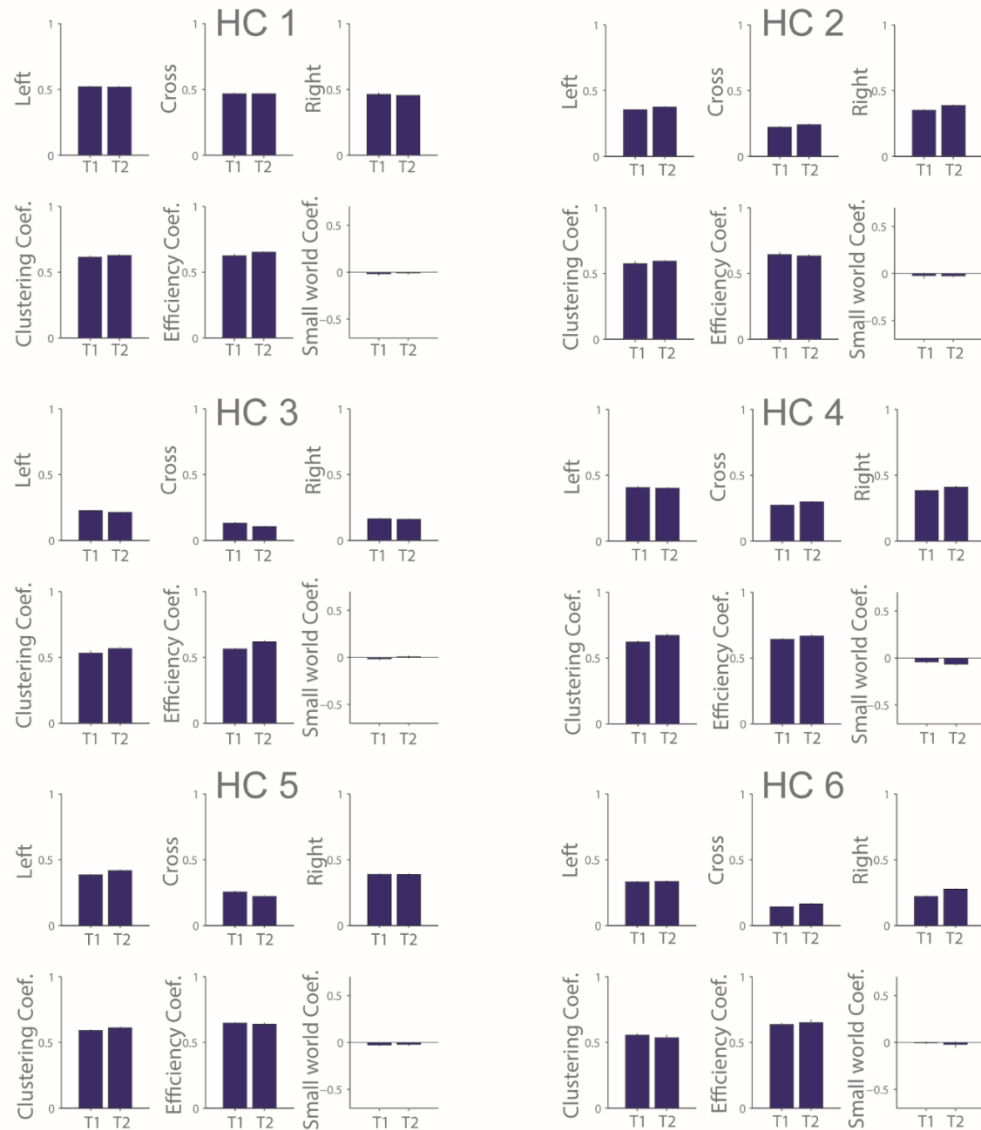 HC 1
Left
1
0.5
0
T1 T2
Cross
1
0.5
0
T1 T2
Right
1
0.5
0
T1 T2
Clustering Coef.
1
0.5
0
T1 T2
Efficiency Coef.
1
0.5
0
T1 T2
Small world Coef.
0.5
0
-0.5
T1 T2
HC 2
Left
1
0.5
0
T1 T2
Cross
1
0.5
0
T1 T2
Right
1
0.5
0
T1 T2
Clustering Coef.
1
0.5
0
T1 T2
Efficiency Coef.
1
0.5
0
T1 T2
Small world Coef.
0.5
0
-0.5
T1 T2
HC 3
Left
1
0.5
0
T1 T2
Cross
1
0.5
0
T1 T2
Right
1
0.5
0
T1 T2
Clustering Coef.
1
0.5
0
T1 T2
Efficiency Coef.
1
0.5
0
T1 T2
Small world Coef.
0.5
0
-0.5
T1 T2
HC 4
Left
1
0.5
0
T1 T2
Cross
1
0.5
0
T1 T2
Right
1
0.5
0
T1 T2
Clustering Coef.
1
0.5
0
T1 T2
Efficiency Coef.
1
0.5
0
T1 T2
Small world Coef.
0.5
0
-0.5
T1 T2
HC 5
Left
1
0.5
0
T1 T2
Cross
1
0.5
0
T1 T2
Right
1
0.5
0
T1 T2
Clustering Coef.
1
0.5
0
T1 T2
Efficiency Coef.
1
0.5
0
T1 T2
Small world Coef.
0.5
0
-0.5
T1 T2
HC 6
Left
1
0.5
0
T1 T2
Cross
1
0.5
0
T1 T2
Right
1
0.5
0
T1 T2
Clustering Coef.
1
0.5
0
T1 T2
Efficiency Coef.
1
0.5
0
T1 T2
Small world Coef.
0.5
0
-0.5
T1 T2